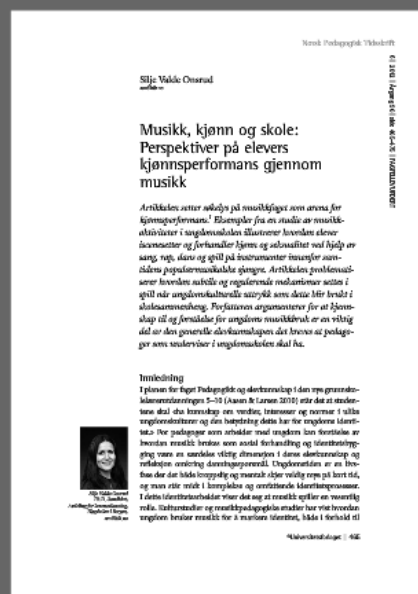 Norsk Pedagogisk Tidsskrift
Silje Valde Onsrud
Musikk, kjønn og skole:
Perspektiver på elevers
kjønnsperformans gjennom
musikk
Artikkelen setter søkelys på musikkfaget som arena for
kjønnsperformans.1 Eksempler fra en studie av musikk-
aktiviteter i ungdomsskolen illustrerer hvordan elever
iscenesetter og forhandler kjønn og seksualitet ved hjelp av
sang, rap, dans og spill på instrumenter innenfor sam-
tidens populærmusikalske sjangre. Artikkelen problemati-
serer hvordan subtile og regulerende mekanismer settes i
spill når ungdomskulturelle uttrykk som dette blir brukt i
skolesammenheng. Forfatteren argumenterer for at kjenn-
skap til og forståelse for ungdoms musikkbruk er en viktig
del av den generelle elevkunnskapen det kreves at pedago-
ger som underviser i ungdomsskolen skal ha.
Innledning
I planen for faget Pedagogikk og elevkunnskap i den nye grunnsko-
lelærerutdanningen 5–10 (Aasen & Larsen 2010) står det at studen-
tene skal «ha kunnskap om verdier, interesser og normer i ulike
ungdomskulturer og den betydning dette har for ungdoms identi-
tet.» For pedagoger som arbeider med ungdom kan forståelse av
hvordan musikk brukes som sosial forhandling og identitetsbyg-
ging være en særdeles viktig dimensjon i deres elevkunnskap og
refleksjon omkring danningsspørsmål. Ungdomstiden er en livs-
fase der det både kroppslig og mentalt skjer veldig mye på kort tid,
og man står midt i komplekse og omfattende identitetsprosesser.
I dette identitetsarbeidet viser det seg at musikk spiller en vesentlig
rolle. Kulturstudier og musikkpedagogiske studier har vist hvordan
ungdom bruker musikk for å markere identitet, både i forhold til
Silje Valde Onsrud
©Universitetsforlaget | 465